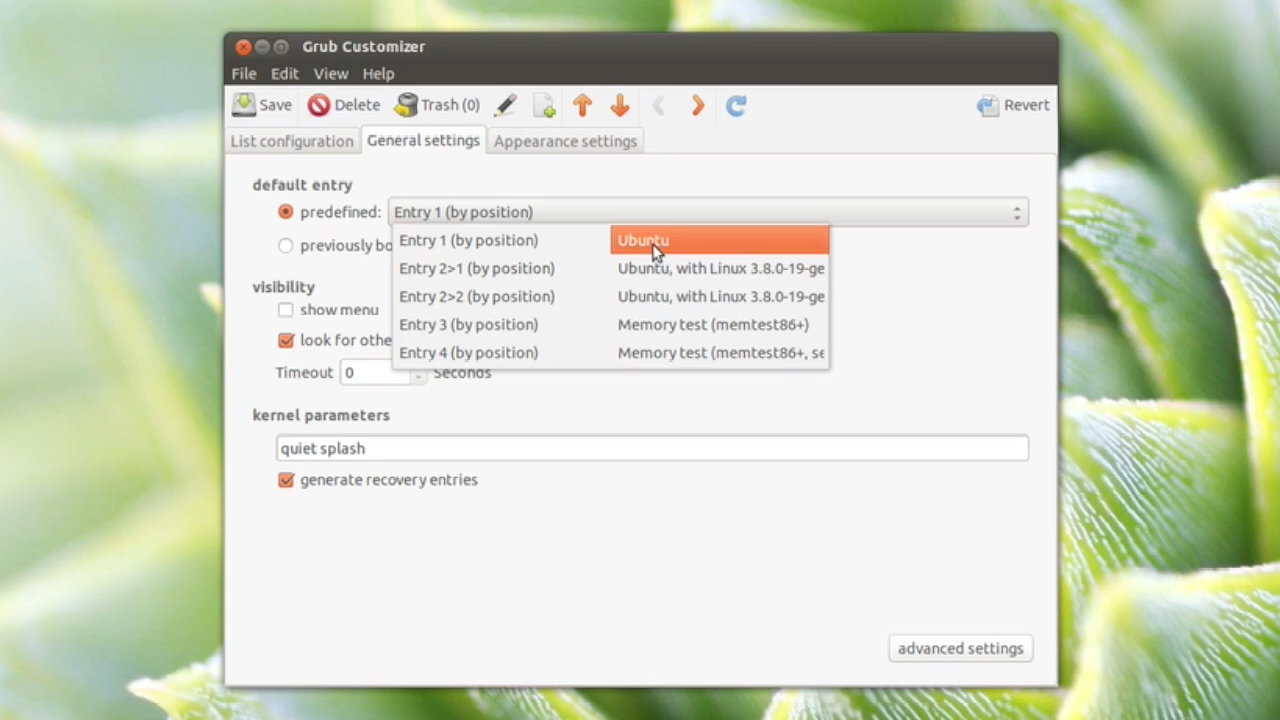 Grub Customizer
File Edit View Help
Save Delete Trash (0) Revert
List configuration General settings Appearance settings
default entry
predefined: Entry 1 (by position)
previously bo
Entry 1 (by position) Ubuntu
Entry 2>1 (by position) Ubuntu, with Linux 3.8.0-19-ge
Entry 2>2 (by position) Ubuntu, with Linux 3.8.0-19-ge
Entry 3 (by position) Memory test (memtest86+)
Entry 4 (by position) Memory test (memtest86+, se
visibility
show menu
look for othe
Timeout 0 Seconds
kernel parameters
quiet splash
generate recovery entries
advanced settings